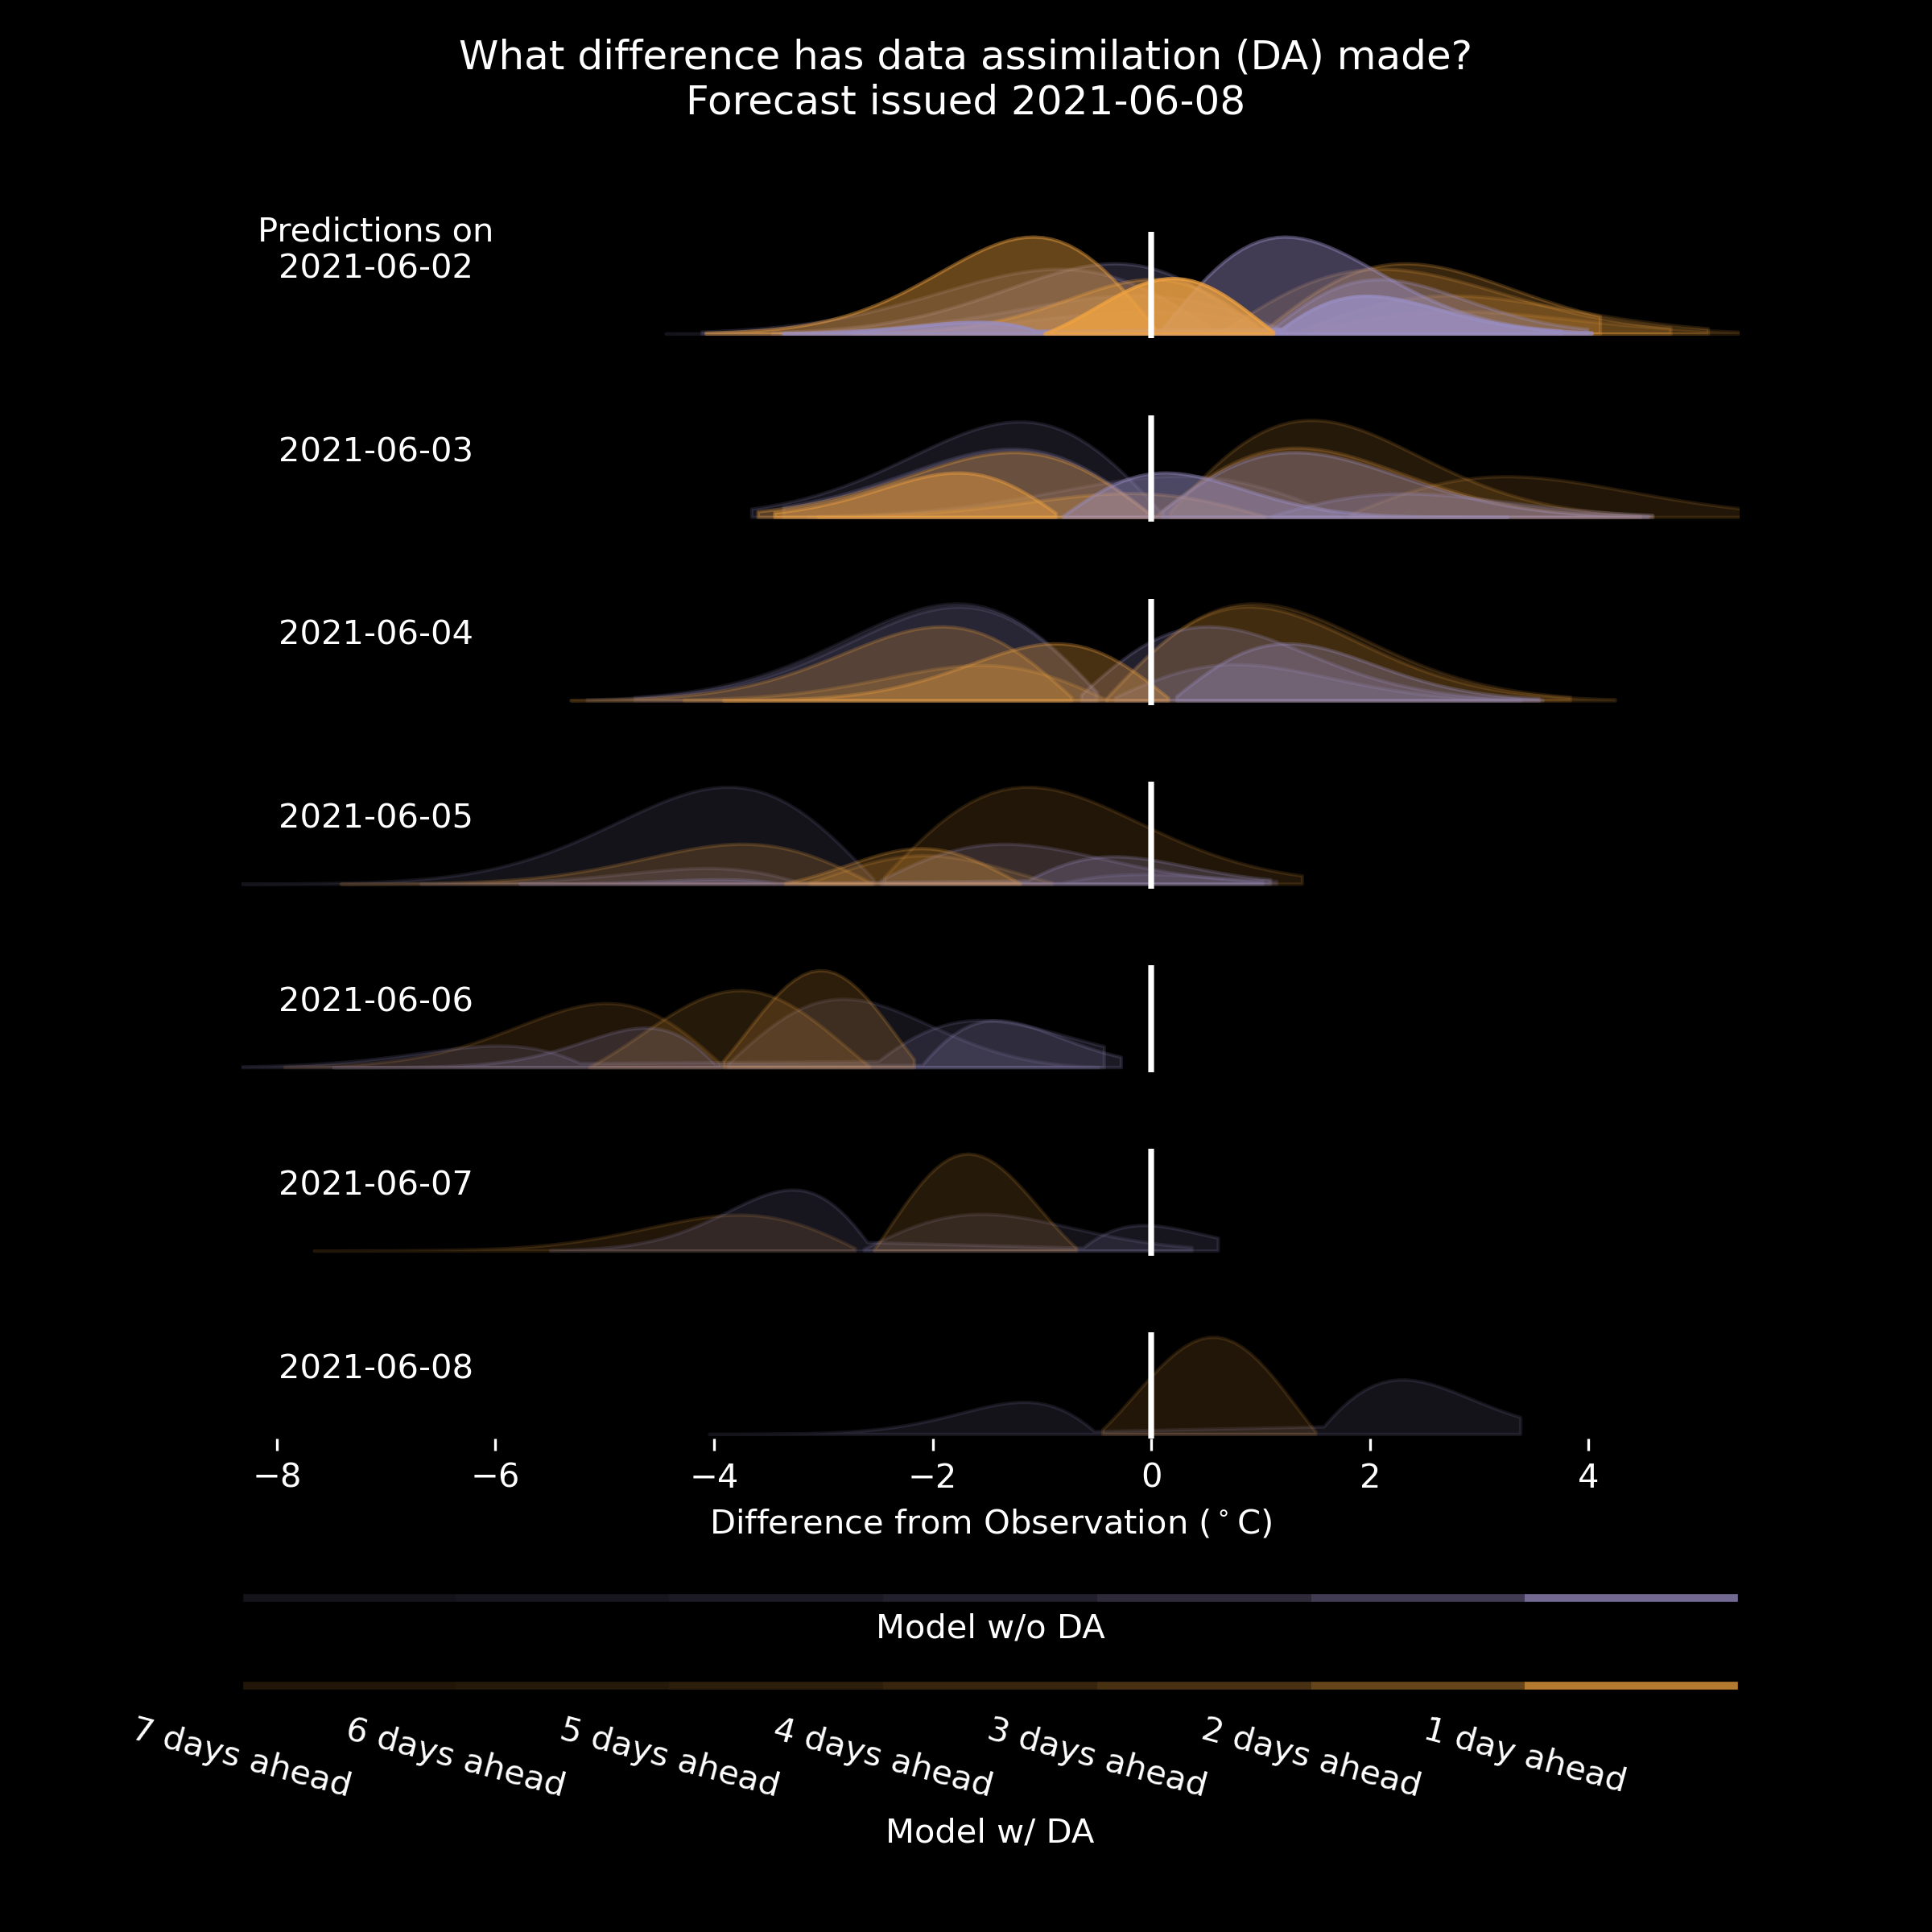 What difference has data assimilation (DA) made?
Forecast issued 2021-06-08
Predictions on
2021-06-02
2021-06-03
2021-06-04
2021-06-05
2021-06-06
2021-06-07
2021-06-08
−8 −6 −4 −2 0 2 4
Difference from Observation (°C)
Model w/o DA
7 days ahead 6 days ahead 5 days ahead 4 days ahead 3 days ahead 2 days ahead 1 day ahead
Model w/ DA